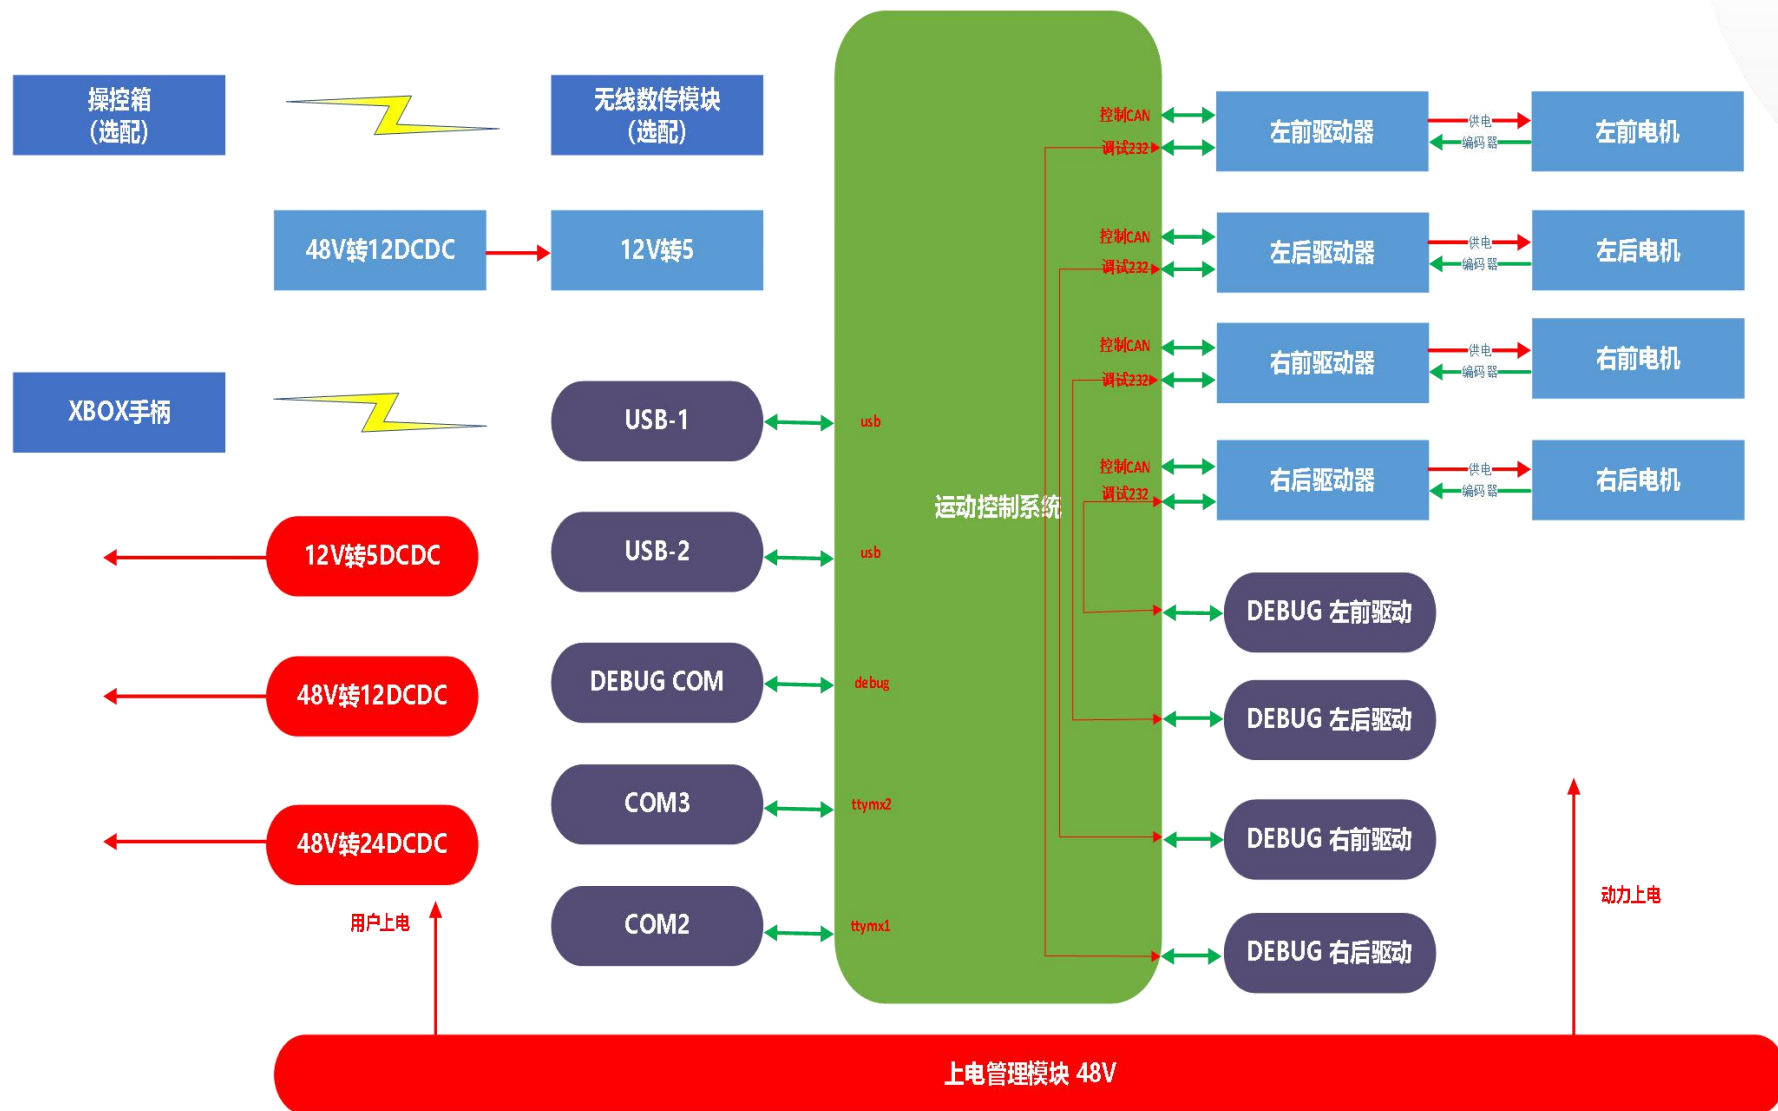 操控箱
(选配)
无线数传模块
(选配)
48V转12DCDC
12V转5
XBOX手柄
USB-1
usb
USB-2
usb
12V转5DCDC
DEBUG COM
debug
48V转12DCDC
COM3
ttymx2
48V转24DCDC
COM2
ttymx1
用户上电
运动控制系统
控制CAN
调试232
左前驱动器
供电
编码器
左前电机
控制CAN
调试232
左后驱动器
供电
编码器
左后电机
控制CAN
调试232
右前驱动器
供电
编码器
右前电机
控制CAN
调试232
右后驱动器
供电
编码器
右后电机
DEBUG 左前驱动
DEBUG 左后驱动
DEBUG 右前驱动
DEBUG 右后驱动
动力上电
上电管理模块 48V